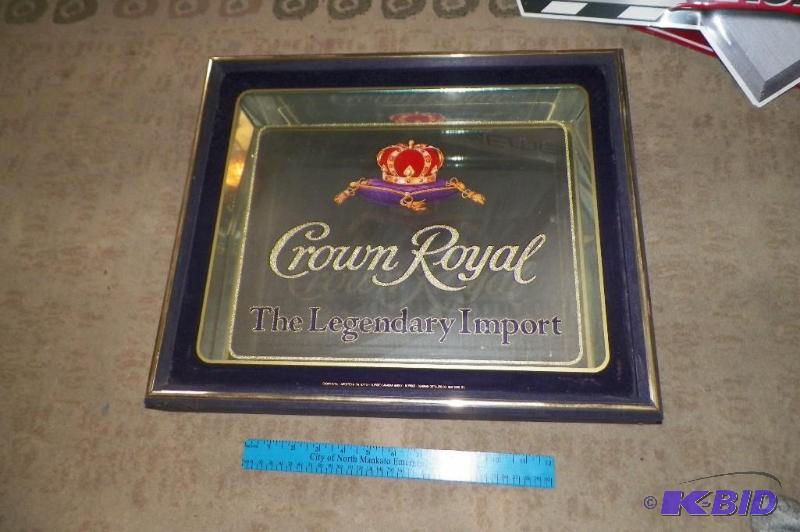 Crown Royal
The Legendary Import
City of North Mankato
© K-BID